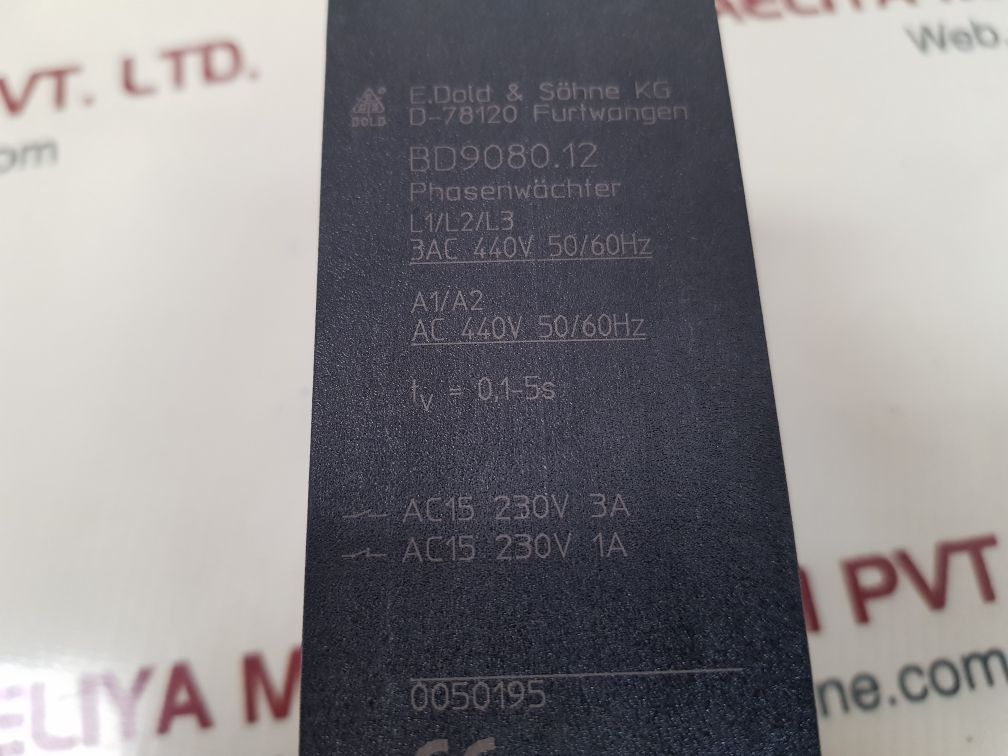 VT. LTD.
om
Web.
DOLD
E.Dold & Söhne KG
D-78120 Furtwangen
BD9080.12
Phasenwächter
L1/L2/L3
3AC 440V 50/60Hz
A1/A2
AC 440V 50/60Hz
tv = 0,1-5s
AC15 230V 3A
AC15 230V 1A
PVT
ELIYA M
ne.com
0050195
CE